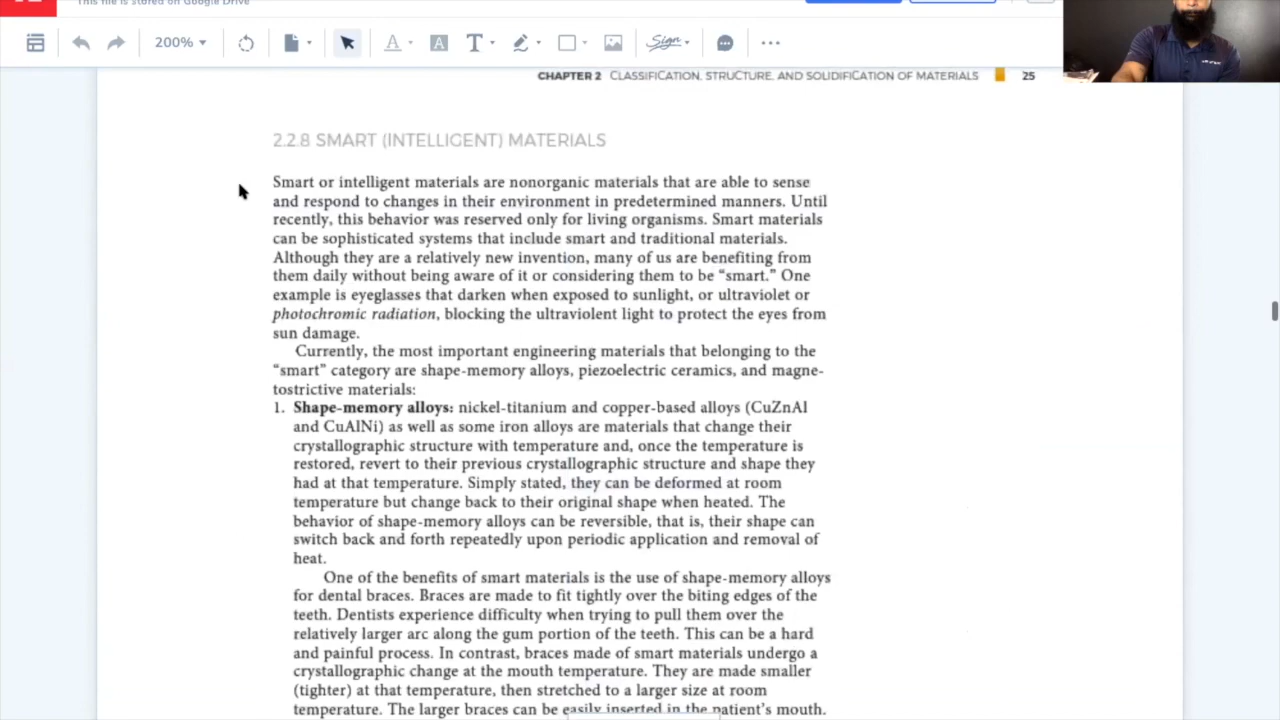 This file is stored on Google Drive
200%
T
Sign
CHAPTER 2 CLASSIFICATION, STRUCTURE, AND SOLIDIFICATION OF MATERIALS 25
2.2.8 SMART (INTELLIGENT) MATERIALS
Smart or intelligent materials are nonorganic materials that are able to sense
and respond to changes in their environment in predetermined manners. Until
recently, this behavior was reserved only for living organisms. Smart materials
can be sophisticated systems that include smart and traditional materials.
Although they are a relatively new invention, many of us are benefiting from
them daily without being aware of it or considering them to be “smart.” One
example is eyeglasses that darken when exposed to sunlight, or ultraviolet or
photochromic radiation, blocking the ultraviolent light to protect the eyes from
sun damage.
Currently, the most important engineering materials that belonging to the
“smart” category are shape-memory alloys, piezoelectric ceramics, and magne-
tostrictive materials:
1. Shape-memory alloys: nickel-titanium and copper-based alloys (CuZnAl
and CuAlNi) as well as some iron alloys are materials that change their
crystallographic structure with temperature and, once the temperature is
restored, revert to their previous crystallographic structure and shape they
had at that temperature. Simply stated, they can be deformed at room
temperature but change back to their original shape when heated. The
behavior of shape-memory alloys can be reversible, that is, their shape can
switch back and forth repeatedly upon periodic application and removal of
heat.
One of the benefits of smart materials is the use of shape-memory alloys
for dental braces. Braces are made to fit tightly over the biting edges of the
teeth. Dentists experience difficulty when trying to pull them over the
relatively larger arc along the gum portion of the teeth. This can be a hard
and painful process. In contrast, braces made of smart materials undergo a
crystallographic change at the mouth temperature. They are made smaller
(tighter) at that temperature, then stretched to a larger size at room
temperature. The larger braces can be easily inserted in the patient’s mouth.